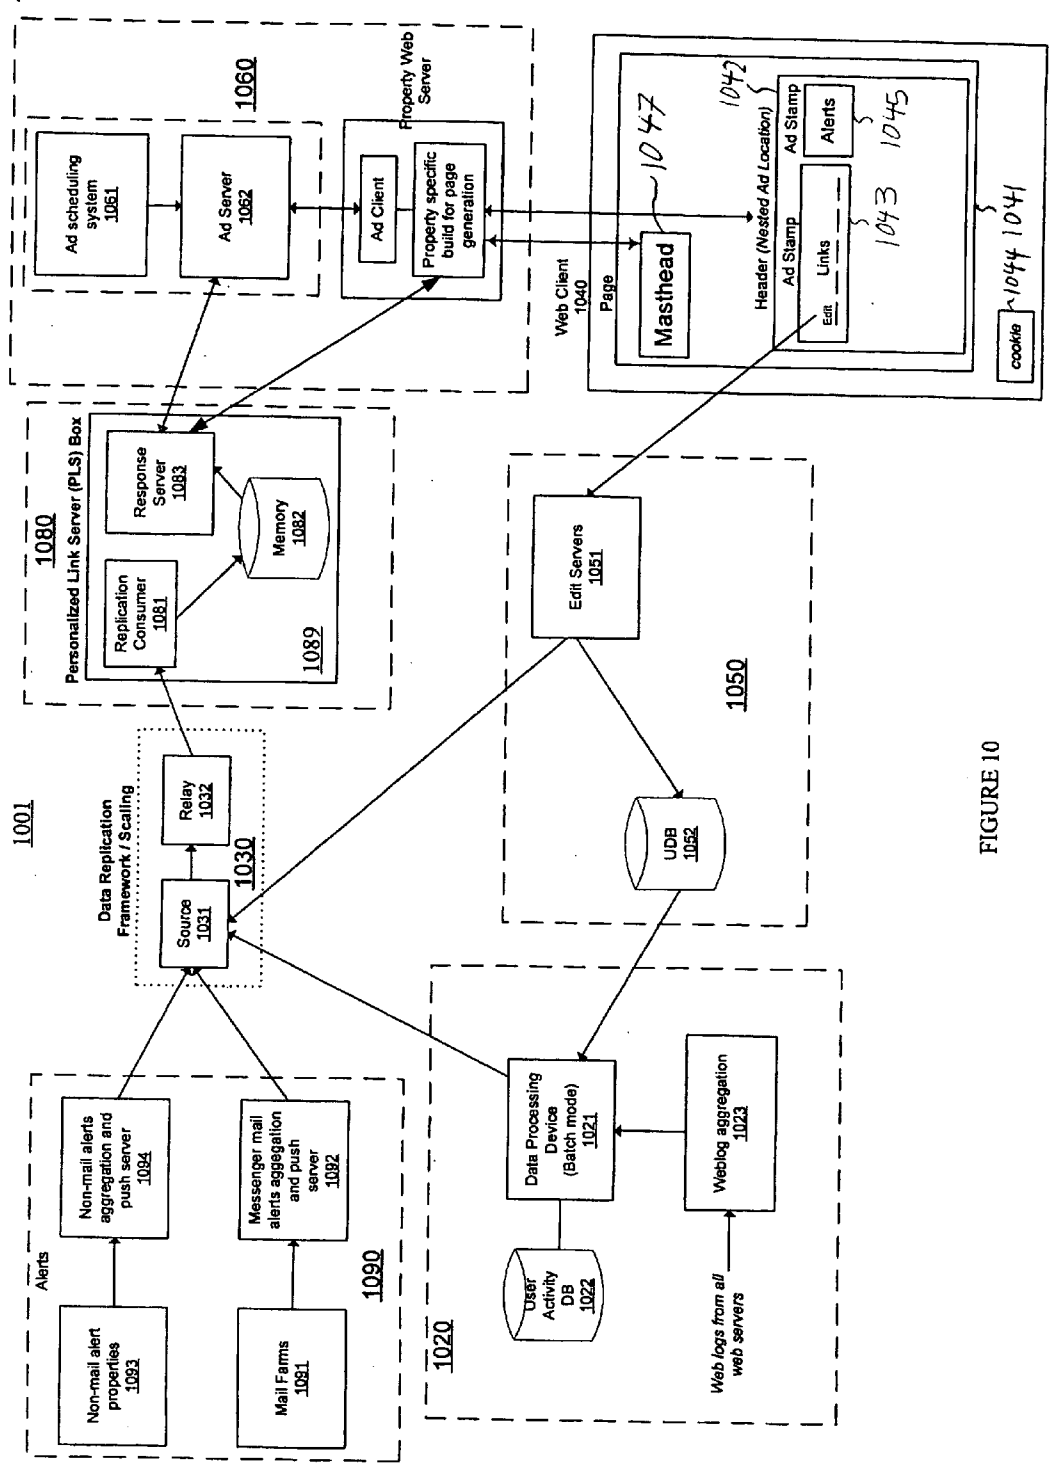 1001
Alerts
Non-mail alert
properties
1093
Non-mail alerts
aggregation and
push server
1094
Mail Farms
1091
Messenger mail
alerts aggegation
and push
server
1092
1090
Data Replication
Framework / Scaling
Source
1031
Relay
1032
1030
1080
Personalized Link Server (PLS) Box
Replication
Consumer
1081
Response
Server
1083
Memory
1082
1089
1060
Ad scheduling
system
1061
Ad Server
1062
Property Web
Server
Ad Client
Property specific
build for page
generation
1020
User
Activity
DB
1022
Data Processing
Device
(Batch mode)
1021
Weblog aggregation
1023
Web logs from all
web servers
UDB
1052
Edit Servers
1051
1050
Web Client
1040
Page
Masthead
1047
Header (Nested Ad Location)
1042
Ad Stamp
Edit
Links
1043
Ad Stamp
Alerts
1045
1041
cookie
1044
FIGURE 10